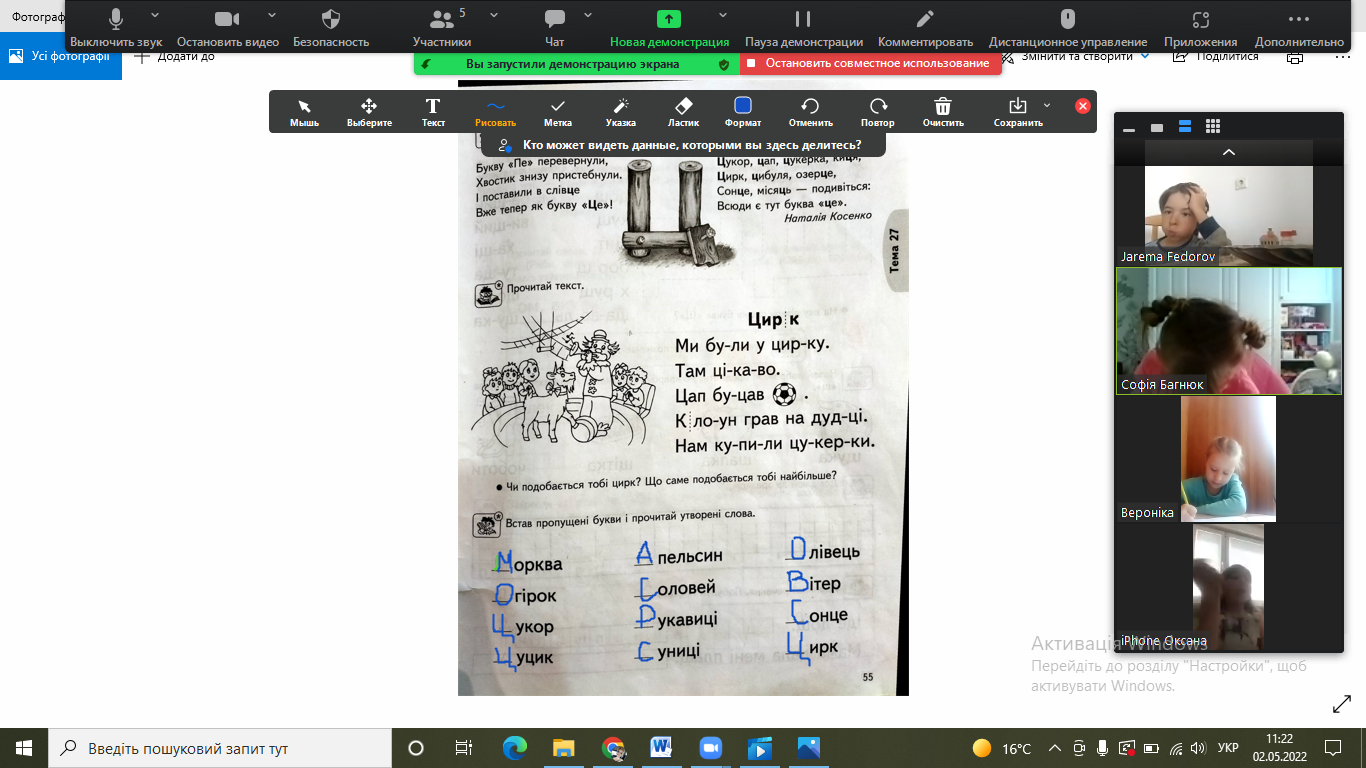 Фотограф
Выключить звук
Остановить видео
Безопасность
5
Участники
Чат
Новая демонстрация
Пауза демонстрации
Комментировать
Дистанционное управление
Приложения
Дополнительно
Усі фотографії
Додати до
Вы запустили демонстрацию экрана
Остановить совместное использование
Змінити та створити
Поділитися
Мышь
Выберите
Текст
Рисовать
Метка
Указка
Ластик
Формат
Отменить
Повтор
Очистить
Сохранить
Кто может видеть данные, которыми вы здесь делитесь?
Букву «Пе» перевернули,
Хвостик знизу пристебнули.
І поставили в слівце
Вже тепер як букву «Це»!
Цукор, цап, цукерка, киця,
Цирк, цибуля, озерце,
Сонце, місяць — подивіться:
Всюди є тут буква «це».
Наталія Косенко
Тема 27
Прочитай текст.
Цир к
Ми бу-ли у цир-ку.
Там ці-ка-во.
Цап бу-цав .
К ло-ун грав на дуд-ці.
Нам ку-пи-ли цу-кер-ки.
• Чи подобається тобі цирк? Що саме подобається тобі найбільше?
Встав пропущені букви і прочитай утворені слова.
Морква Апельсин Олівець
Огірок Соловей Вітер
Цукор Рукавиці Сонце
Цуцик Суниці Цирк
55
Jarema Fedorov
Софія Багнюк
Вероніка
iPhone Оксана
Активація Windows
Перейдіть до розділу "Настройки", щоб
активувати Windows.
Введіть пошуковий запит тут
16°C
УКР
11:22
02.05.2022